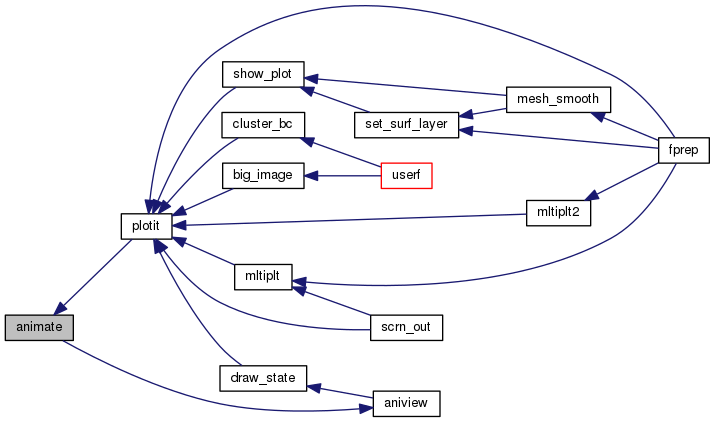 show_plot
mesh_smooth
cluster_bc
set_surf_layer
fprep
big_image
userf
mltiplt2
plotit
mltiplt
animate
scrn_out
draw_state
aniview